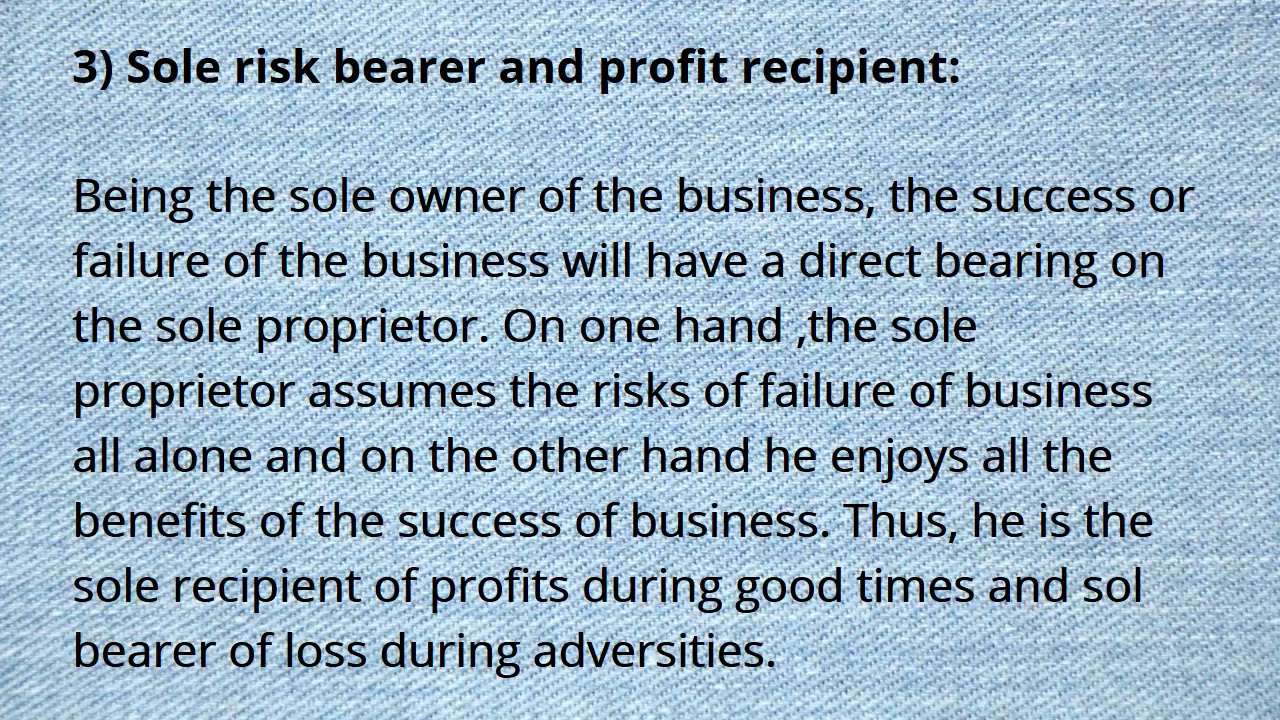 3) Sole risk bearer and profit recipient:
Being the sole owner of the business, the success or
failure of the business will have a direct bearing on
the sole proprietor. On one hand ,the sole
proprietor assumes the risks of failure of business
all alone and on the other hand he enjoys all the
benefits of the success of business. Thus, he is the
sole recipient of profits during good times and sol
bearer of loss during adversities.